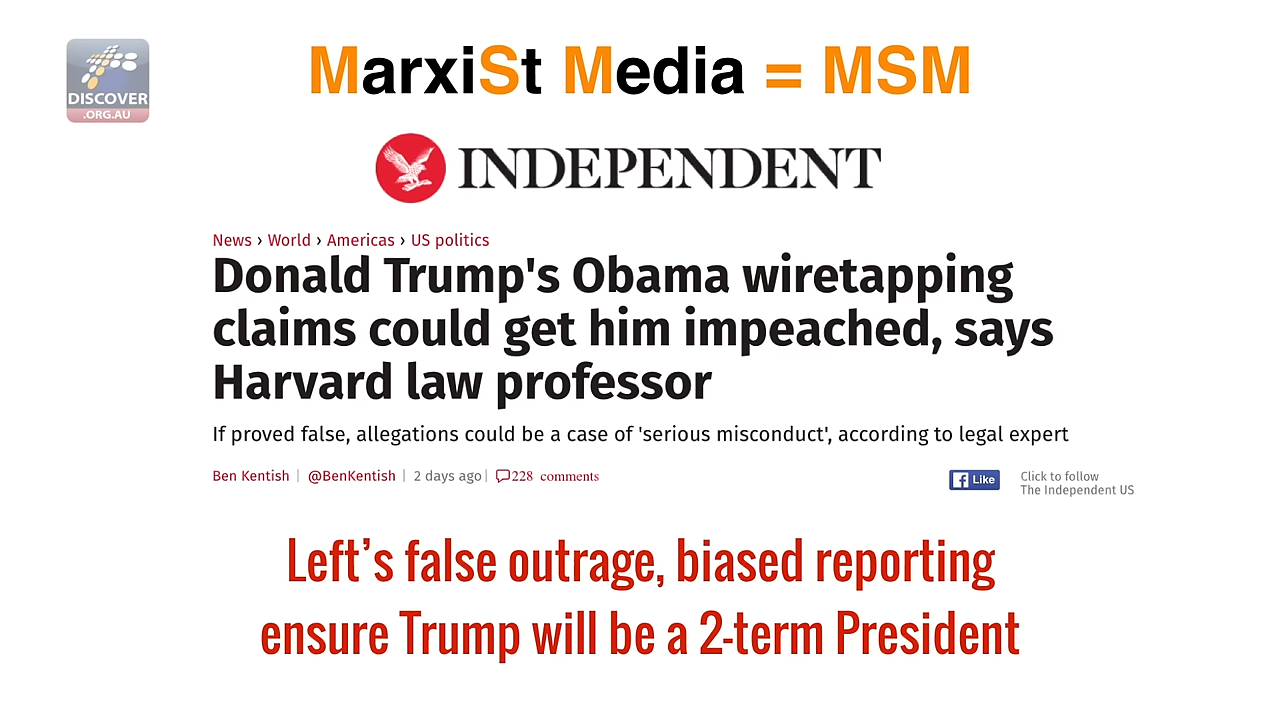 MarxiSt Media = MSM
DISCOVER
.ORG.AU
INDEPENDENT
News › World › Americas › US politics
Donald Trump's Obama wiretapping
claims could get him impeached, says
Harvard law professor
If proved false, allegations could be a case of 'serious misconduct', according to legal expert
Ben Kentish | @BenKentish | 2 days ago | 228 comments
Like
Click to follow
The Independent US
Left’s false outrage, biased reporting
ensure Trump will be a 2-term President